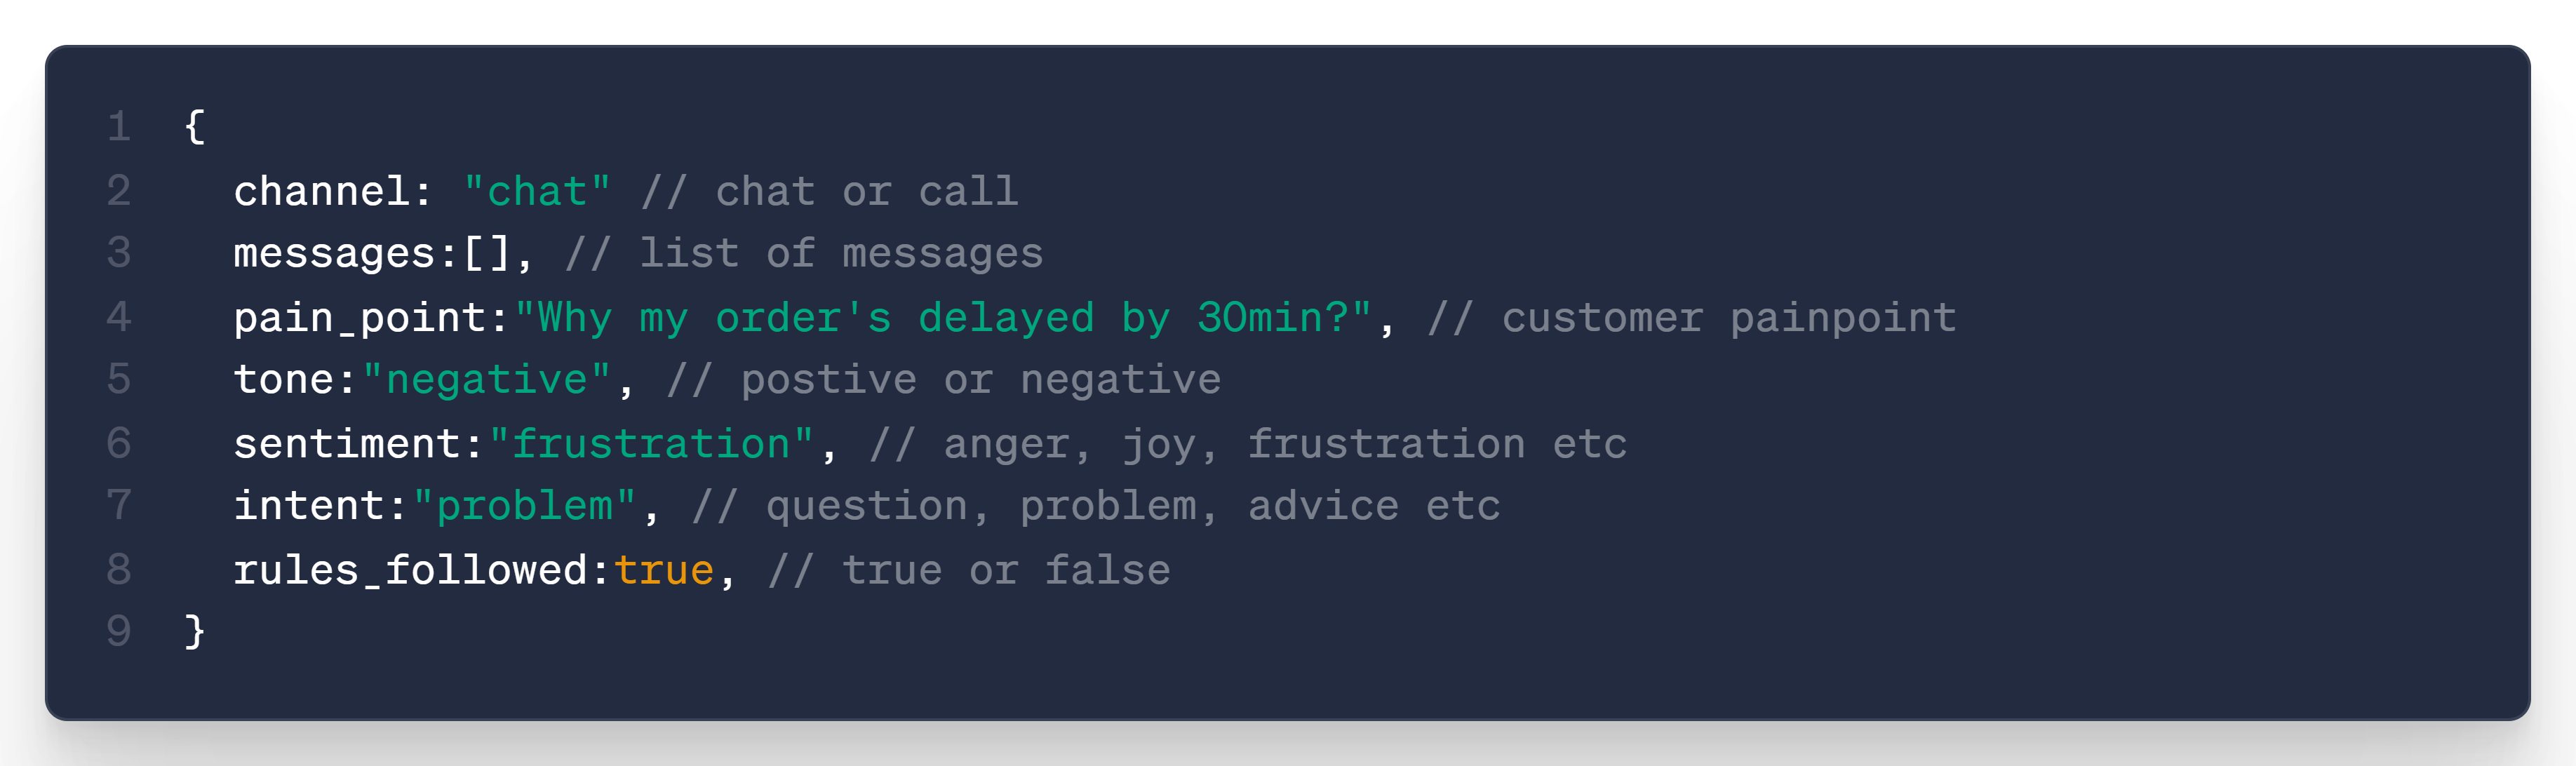 1 {
2 channel: "chat" // chat or call
3 messages:[], // list of messages
4 pain_point:"Why my order's delayed by 30min?", // customer painpoint
5 tone:"negative", // postive or negative
6 sentiment:"frustration", // anger, joy, frustration etc
7 intent:"problem", // question, problem, advice etc
8 rules_followed:true, // true or false
9 }